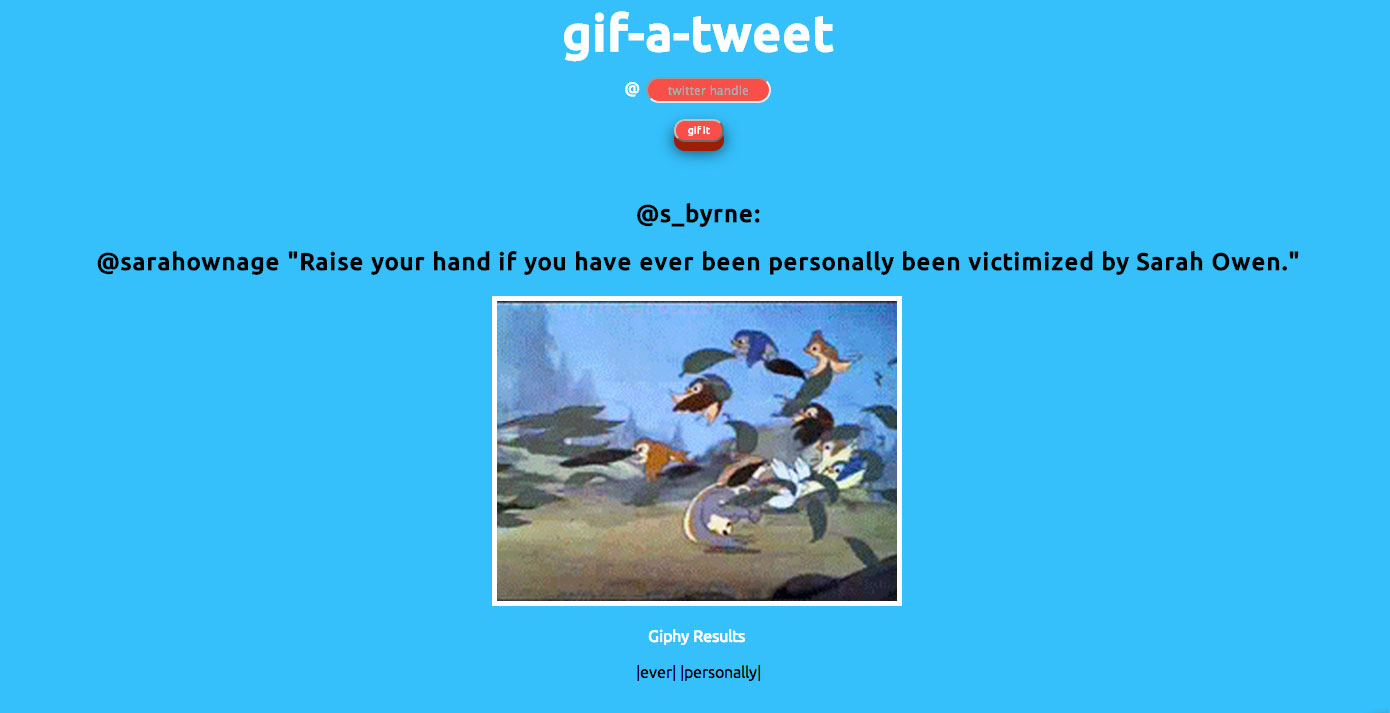 gif-a-tweet
@ twitter handle
gif it
@s_byrne:
@sarahownage "Raise your hand if you have ever been personally been victimized by Sarah Owen."
Giphy Results
|ever| |personally|